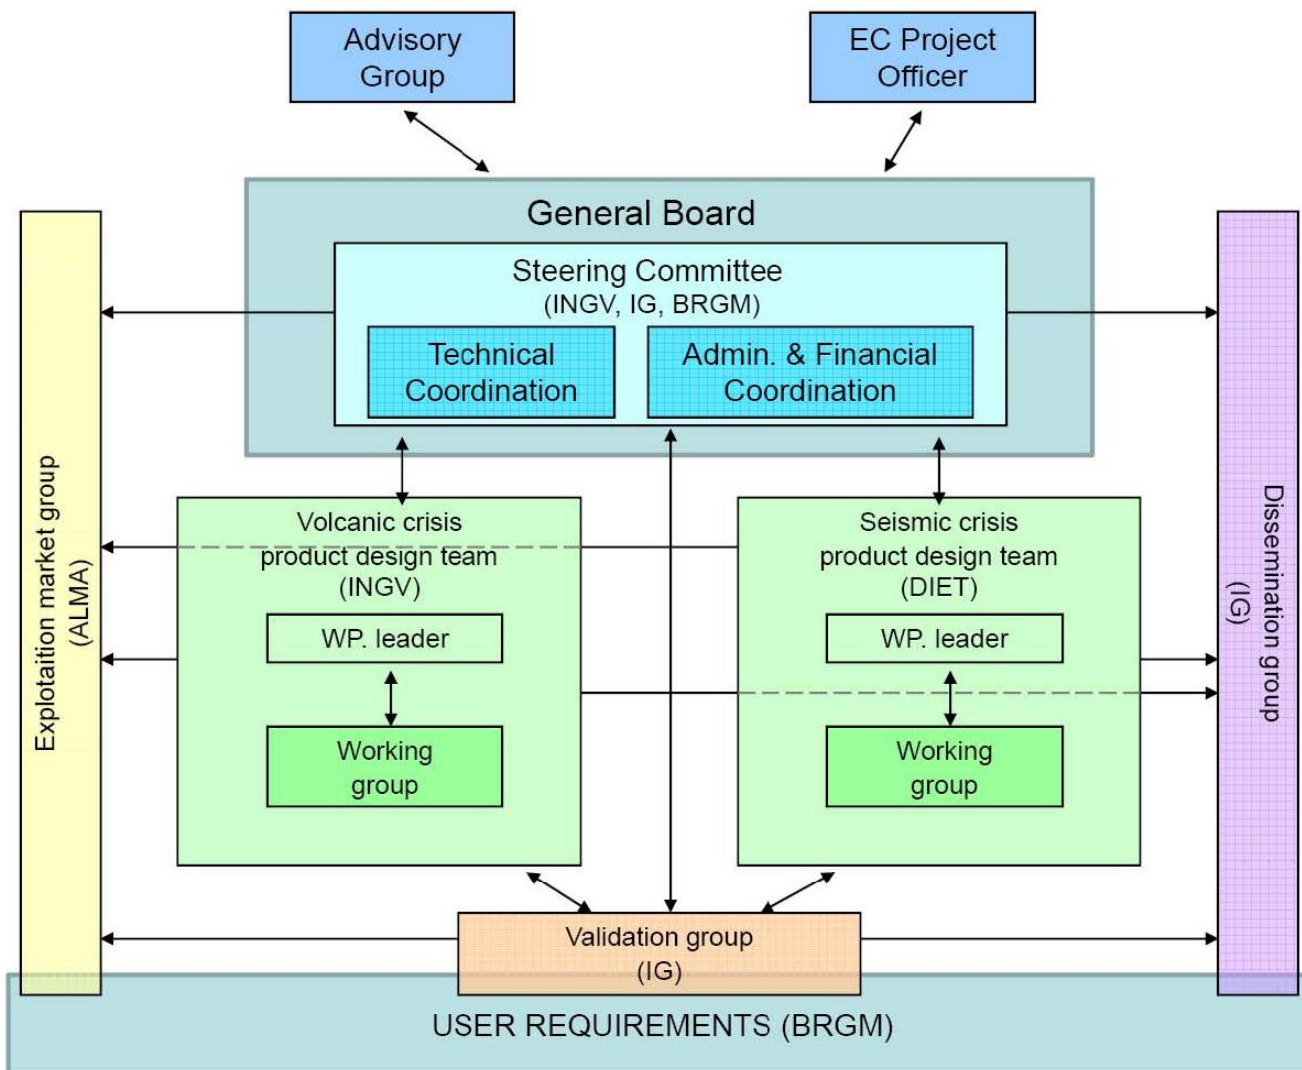 Advisory
Group
EC Project
Officer
General Board
Steering Committee
(INGV, IG, BRGM)
Technical
Coordination
Admin. & Financial
Coordination
Explotaition market group
(ALMA)
Volcanic crisis
product design team
(INGV)
WP. leader
Working
group
Seismic crisis
product design team
(DIET)
WP. leader
Working
group
Dissemination group
(IG)
Validation group
(IG)
USER REQUIREMENTS (BRGM)